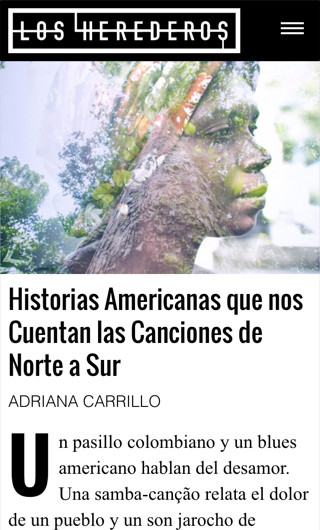 LOS HEREDEROS
Historias Americanas que nos
Cuentan las Canciones de
Norte a Sur
ADRIANA CARRILLO
Un pasillo colombiano y un blues
americano hablan del desamor.
Una samba-canção relata el dolor
de un pueblo y un son jarocho de